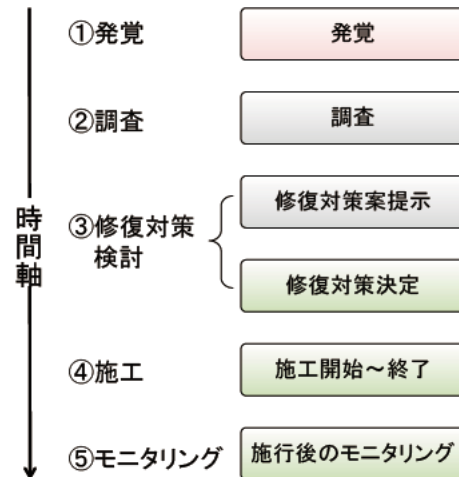 ①発覚
発覚
②調査
調査
時間軸
③修復対策
検討
修復対策案提示
修復対策決定
④施工
施工開始～終了
⑤モニタリング
施行後のモニタリング